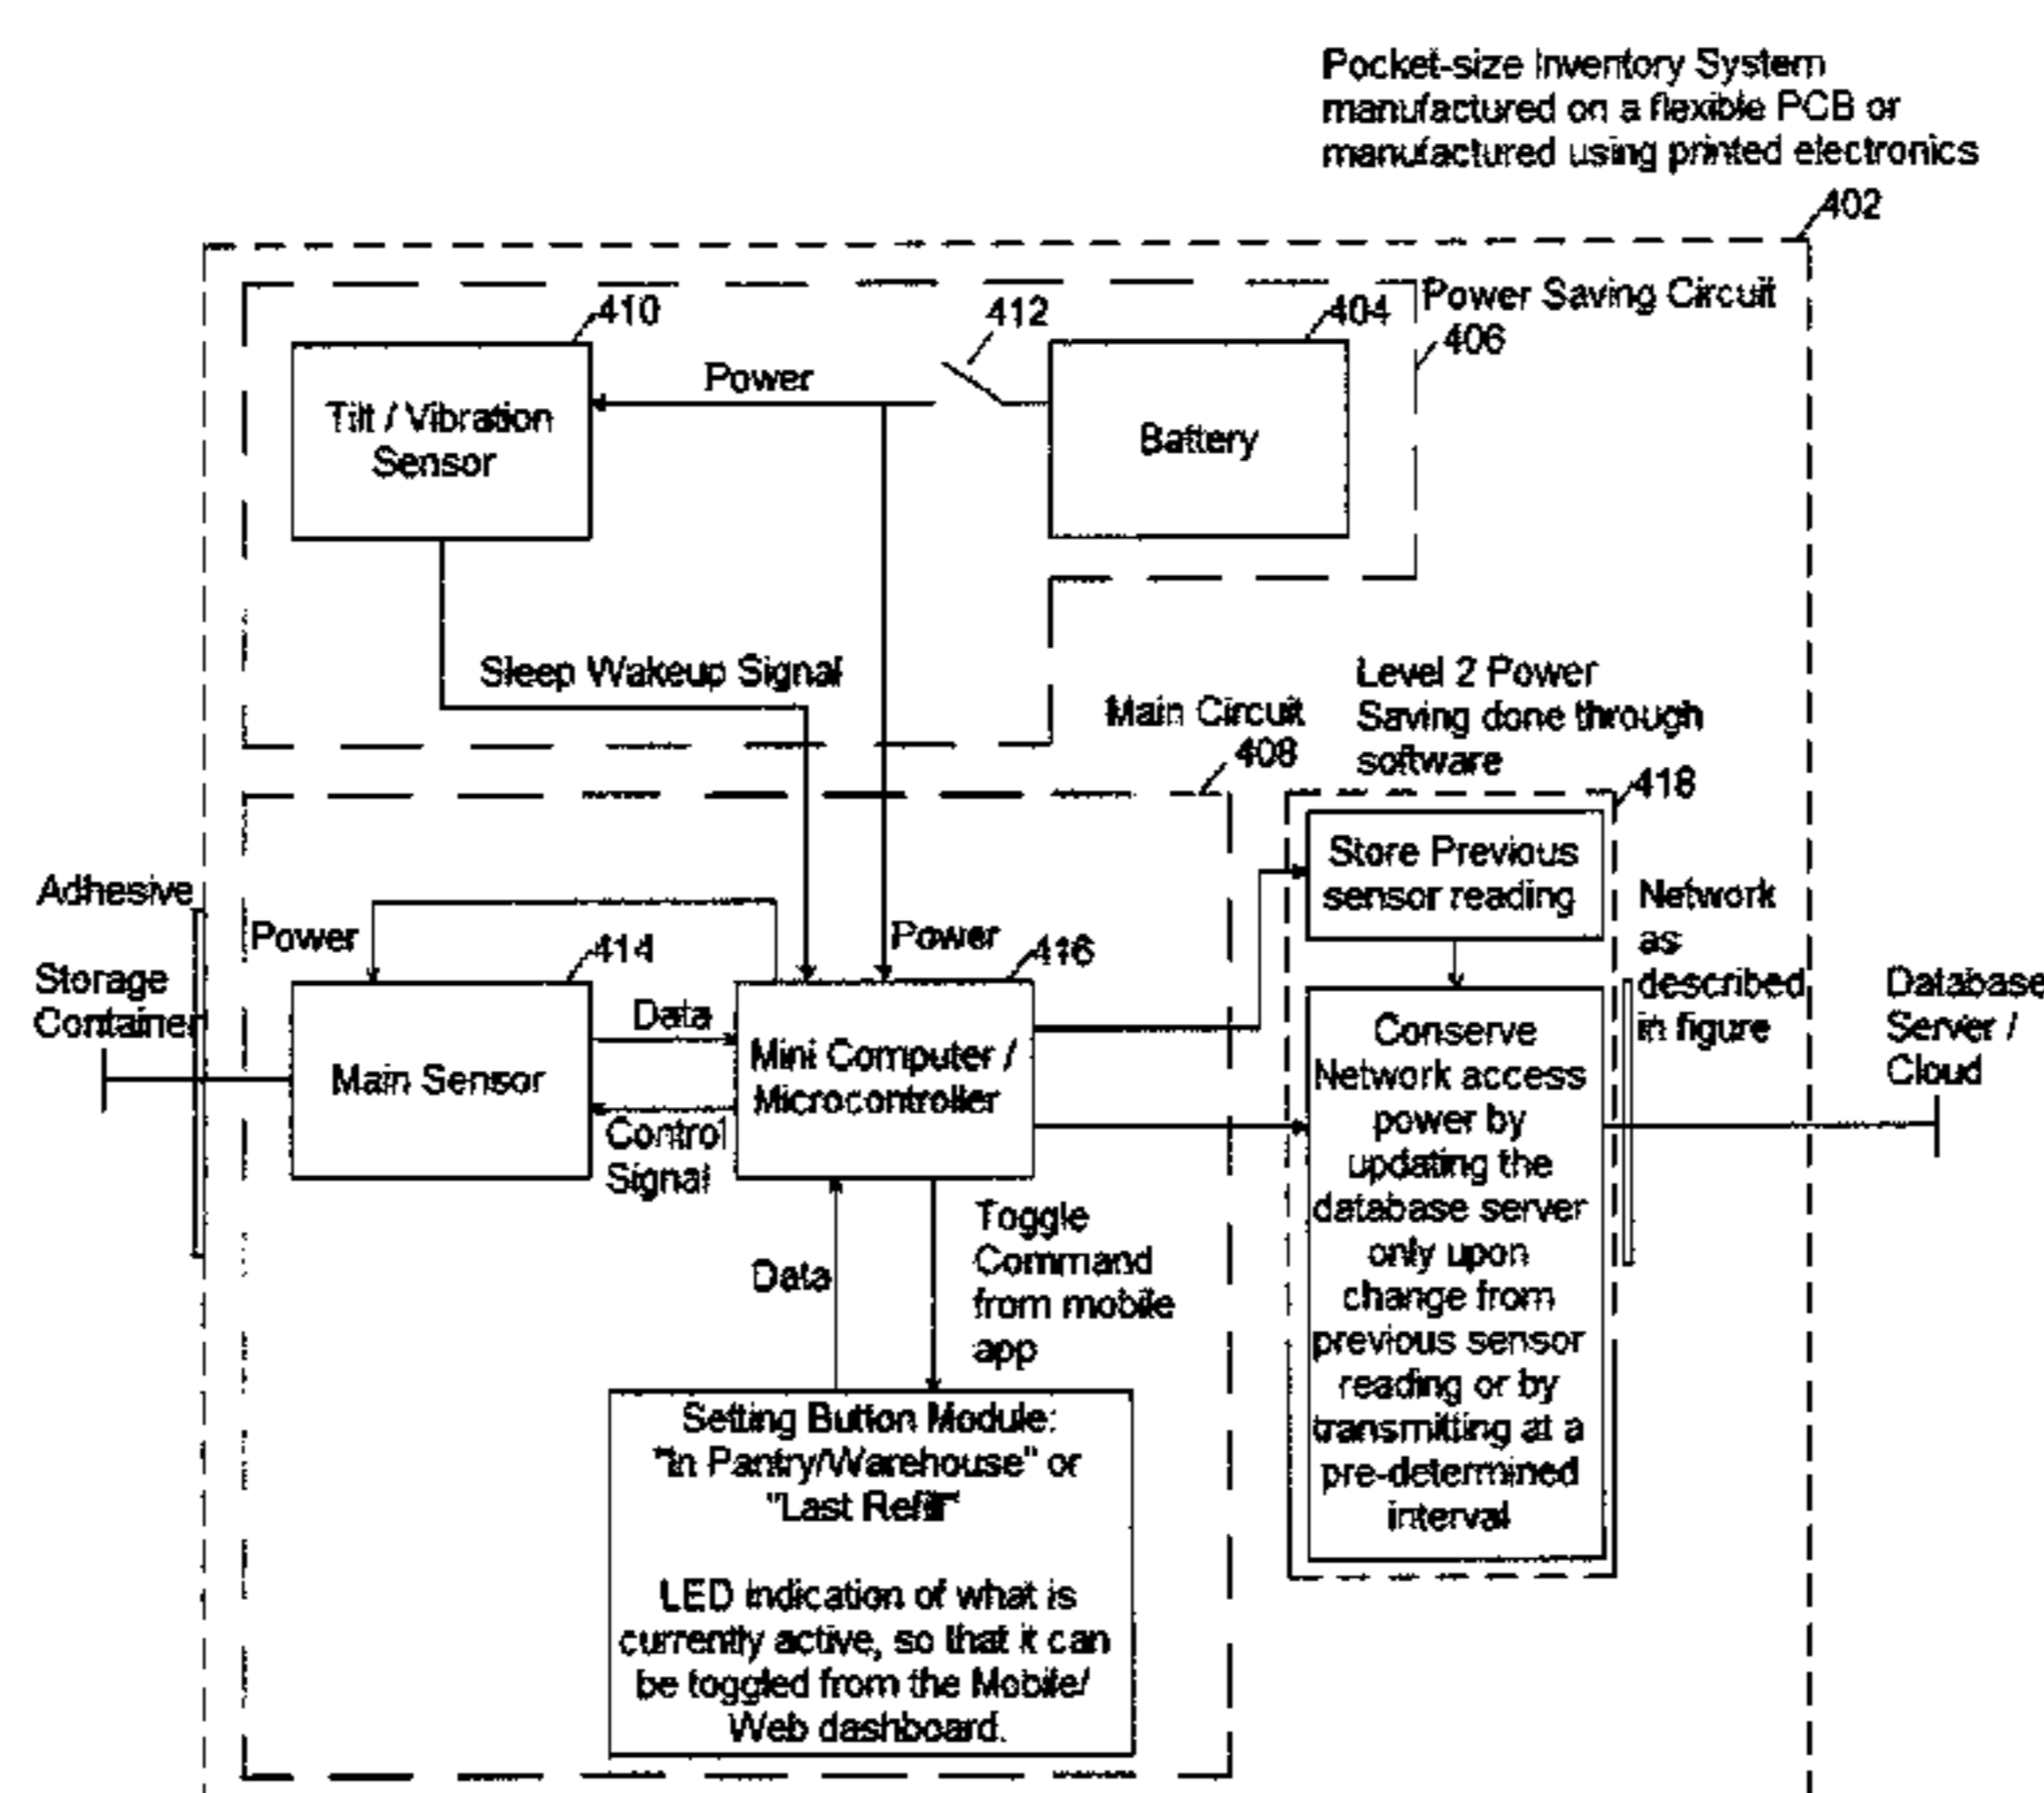 Pocket-size Inventory System
manufactured on a flexible PCB or
manufactured using printed electronics
402
Power Saving Circuit
406
410
412
404
Power
Tilt / Vibration
Sensor
Battery
Sleep Wakeup Signal
Main Circuit
408
Level 2 Power
Saving done through
software
418
Adhesive
Storage
Container
Power
414
Power
416
Main Sensor
Data
Control
Signal
Mini Computer /
Microcontroller
Store Previous
sensor reading
Network
as
described
in figure
Database
Server /
Cloud
Conserve
Network access
power by
updating the
database server
only upon
change from
previous sensor
reading or by
transmitting at a
pre-determined
interval
Data
Toggle
Command
from mobile
app
Setting Button Module:
"In Pantry/Warehouse" or
"Last Refill"
LED indication of what is
currently active, so that it can
be toggled from the Mobile/
Web dashboard.